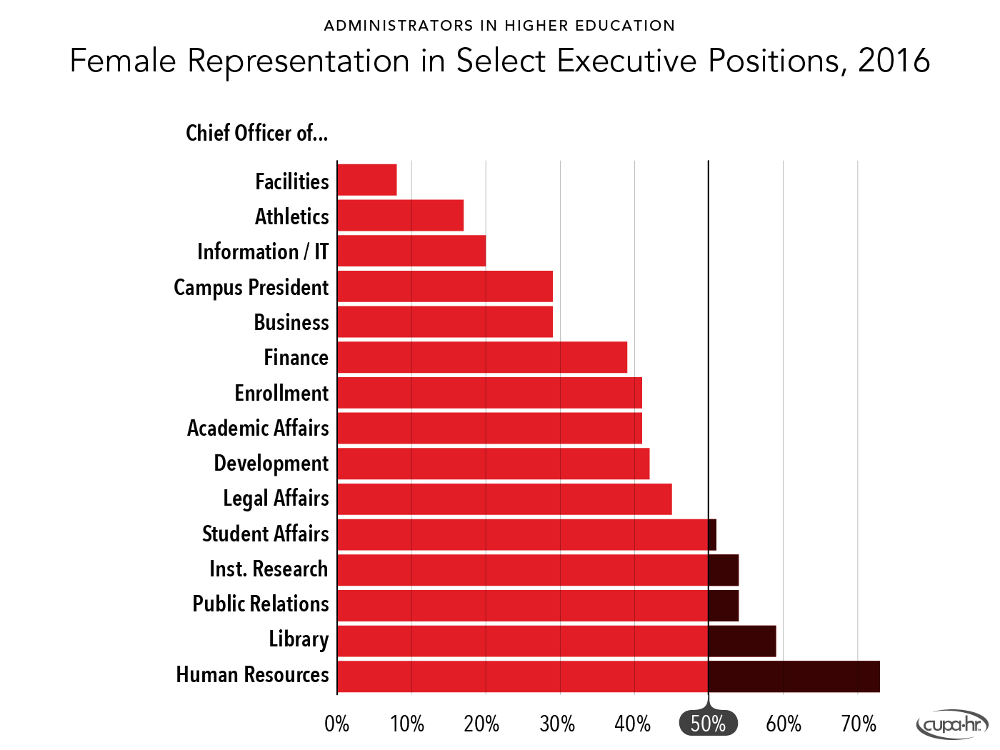 ADMINISTRATORS IN HIGHER EDUCATION
Female Representation in Select Executive Positions, 2016
Chief Officer of...
Facilities
Athletics
Information / IT
Campus President
Business
Finance
Enrollment
Academic Affairs
Development
Legal Affairs
Student Affairs
Inst. Research
Public Relations
Library
Human Resources
0% 10% 20% 30% 40% 50% 60% 70%
cupa-hr